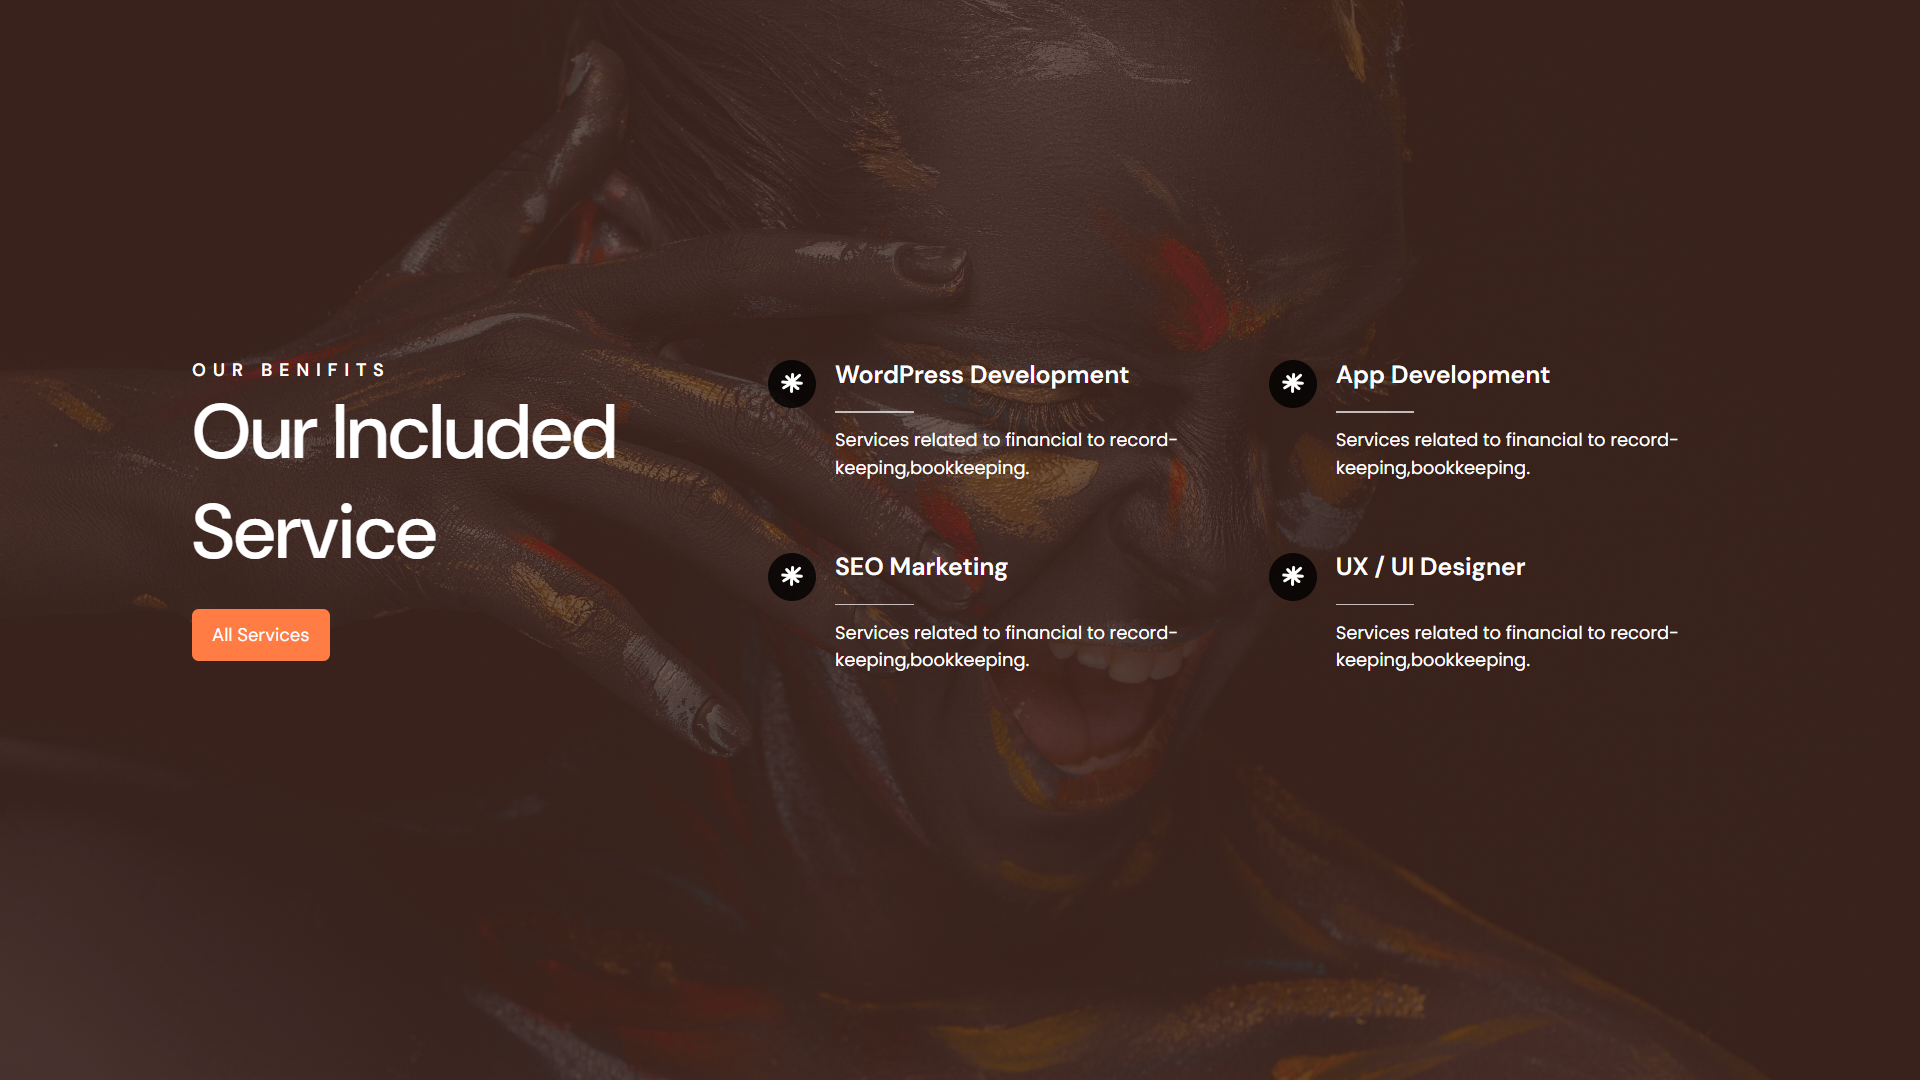 OUR BENIFITS
Our Included
Service
All Services
WordPress Development
Services related to financial to record-
keeping,bookkeeping.
App Development
Services related to financial to record-
keeping,bookkeeping.
SEO Marketing
Services related to financial to record-
keeping,bookkeeping.
UX / UI Designer
Services related to financial to record-
keeping,bookkeeping.